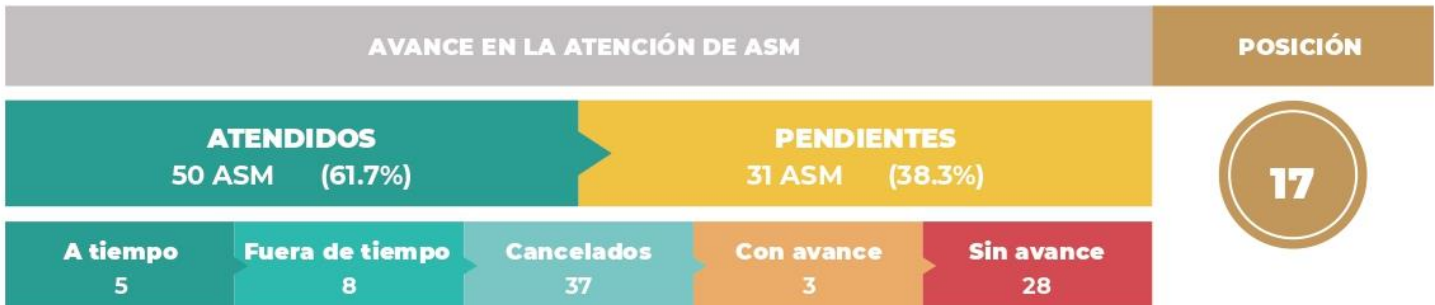 AVANCE EN LA ATENCIÓN DE ASM
POSICIÓN
ATENDIDOS
50 ASM (61.7%)
PENDIENTES
31 ASM (38.3%)
17
A tiempo
5
Fuera de tiempo
8
Cancelados
37
Con avance
3
Sin avance
28